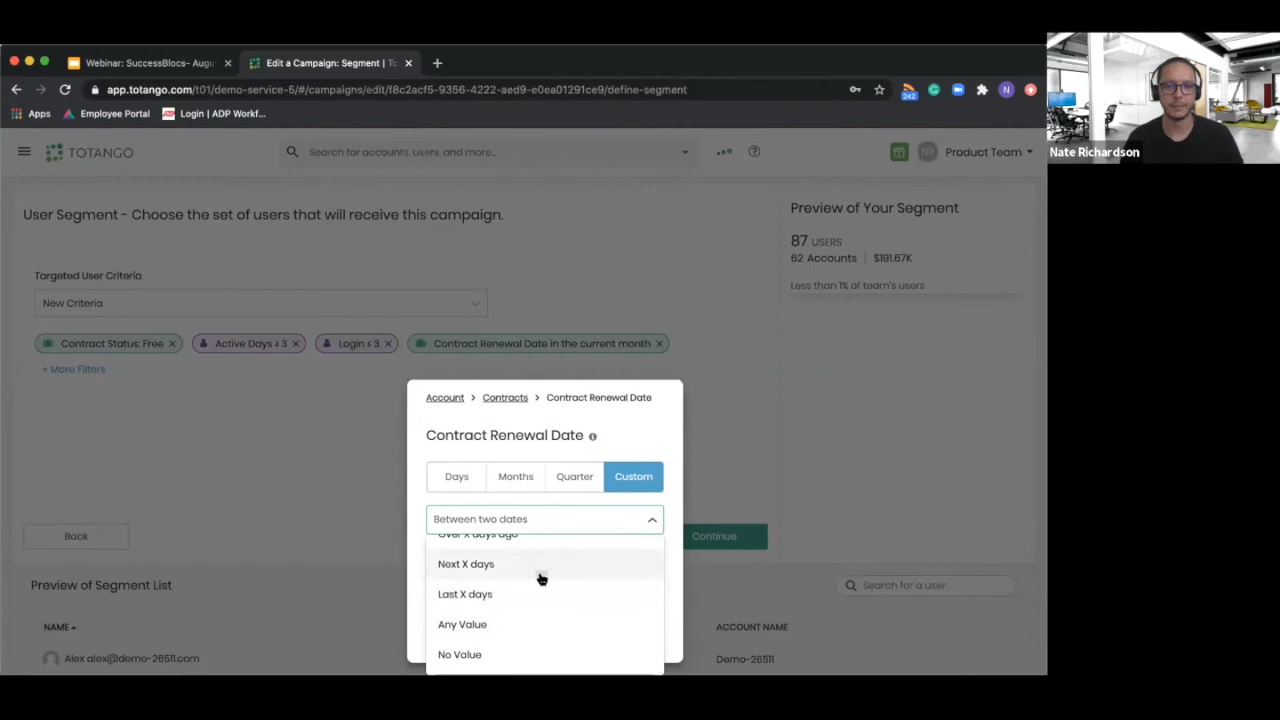 Webinar: SuccessBlocs- Augu
Edit a Campaign: Segment | To
app.totango.com/t01/demo-service-5/#/campaigns/edit/f8c2acf5-9356-4222-aed9-e0ea01291ce9/define-segment
242
N
Apps
Employee Portal
Login | ADP Workf...
TOTANGO
Search for accounts, users, and more...
NR
Product Team
Nate Richardson
User Segment - Choose the set of users that will receive this campaign.
Preview of Your Segment
87 USERS
62 Accounts | $191.67K
Less than 1% of team's users
Targeted User Criteria
New Criteria
Contract Status: Free
Active Days ≥ 3
Login ≤ 3
Contract Renewal Date in the current month
+ More Filters
Account > Contracts > Contract Renewal Date
Contract Renewal Date
Days
Months
Quarter
Custom
Between two dates
Over X days ago
Next X days
Last X days
Any Value
No Value
Back
Continue
Preview of Segment List
Search for a user
NAME
ACCOUNT NAME
Alex alex@demo-26511.com
Demo-26511